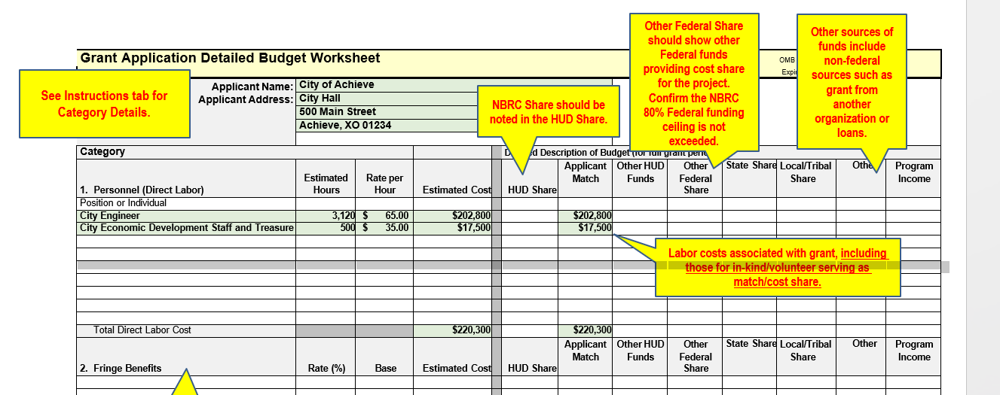 Grant Application Detailed Budget Worksheet
OMB
Expir
See Instructions tab for
Category Details.
Applicant Name: City of Achieve
Applicant Address: City Hall
500 Main Street
Achieve, XO 01234
NBRC Share should be
noted in the HUD Share.
Other Federal Share
should show other
Federal funds
providing cost share
for the project.
Confirm the NBRC
80% Federal funding
ceiling is not
exceeded.
Other sources of
funds include
non-federal
sources such as
grant from
another
organization or
loans.
Category
ed Description of Budget (for full grant
1. Personnel (Direct Labor) Estimated Hours Rate per Hour Estimated Cost HUD Share Applicant Match Other HUD Funds Other Federal Share State Share Local/Tribal Share Othe Program Income
Position or Individual
City Engineer 3,120 $ 65.00 $202,800 $202,800
City Economic Development Staff and Treasure 500 $ 35.00 $17,500 $17,500
Labor costs associated with grant, including
those for in-kind/volunteer serving as
match/cost share.
Total Direct Labor Cost $220,300 $220,300
2. Fringe Benefits Rate (%) Base Estimated Cost HUD Share Applicant Match Other HUD Funds Other Federal Share State Share Local/Tribal Share Other Program Income